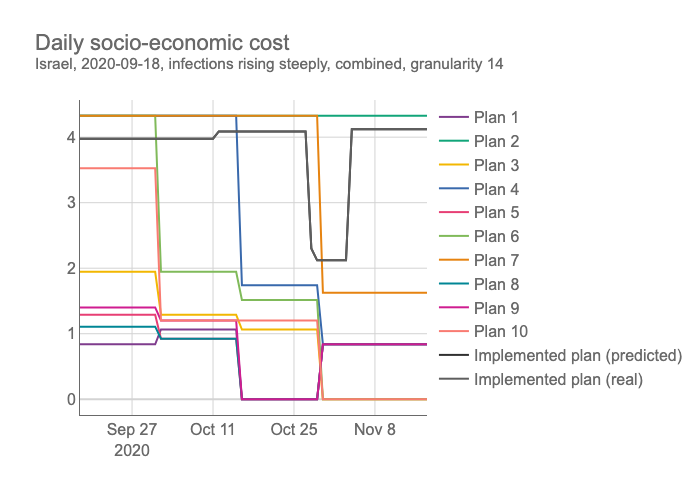 Daily socio-economic cost
Israel, 2020-09-18, infections rising steeply, combined, granularity 14
4
3
2
1
0
Sep 27
2020
Oct 11
Oct 25
Nov 8
Plan 1
Plan 2
Plan 3
Plan 4
Plan 5
Plan 6
Plan 7
Plan 8
Plan 9
Plan 10
Implemented plan (predicted)
Implemented plan (real)